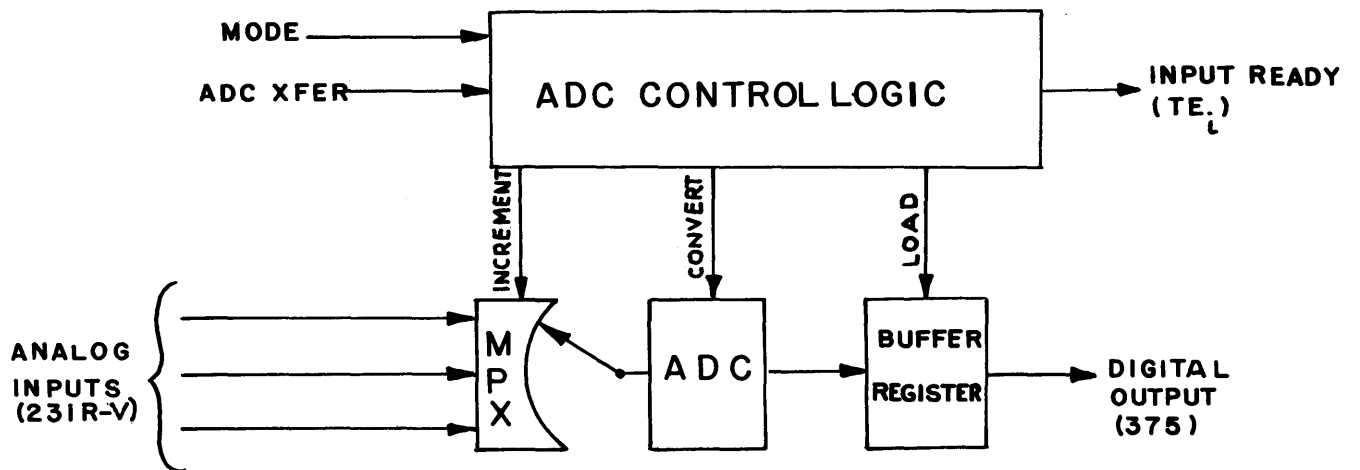 MODE
ADC XFER
ADC CONTROL LOGIC
INPUT READY
(TE.L)
INCREMENT
CONVERT
LOAD
ANALOG
INPUTS
(231R-V)
MPX
ADC
BUFFER
REGISTER
DIGITAL
OUTPUT
(375)